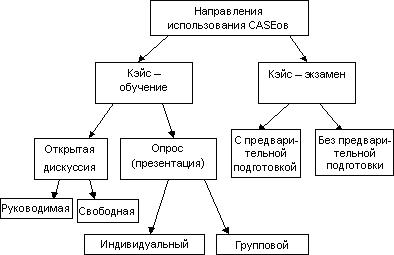 Направления
использования CASEов
Кэйс –
обучение
Кэйс – экзамен
Открытая
дискуссия
Опрос
(презентация)
С предвари-
тельной
подготовкой
Без предвари-
тельной
подготовки
Руководимая
Свободная
Индивидуальный
Групповой